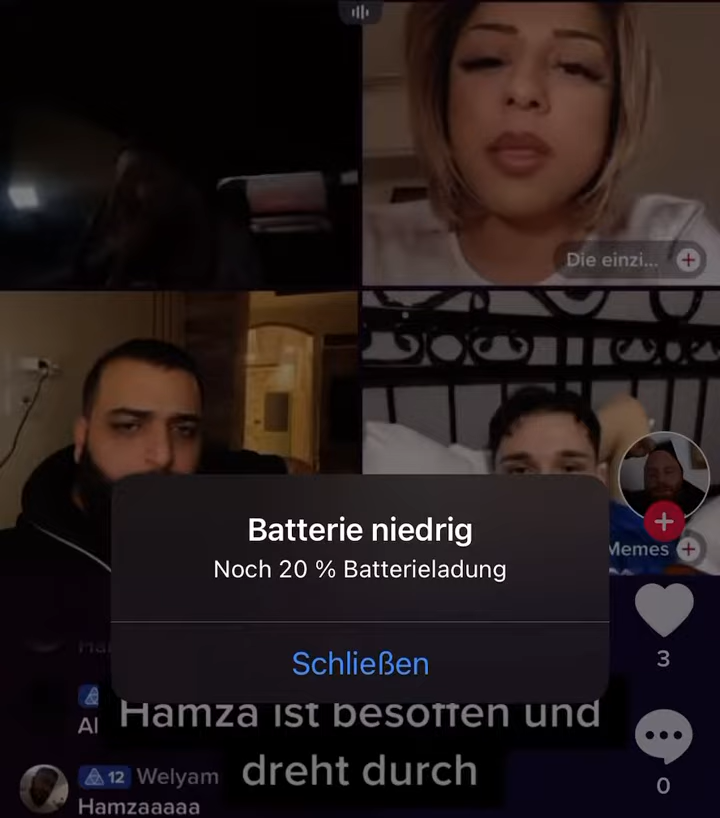 Die einzi...
Batterie niedrig
Noch 20 % Batterieladung
Memes
Schließen
3
Hamza ist besoffen und
dreht durch
0
12 Welyam
Hamzaaaaa